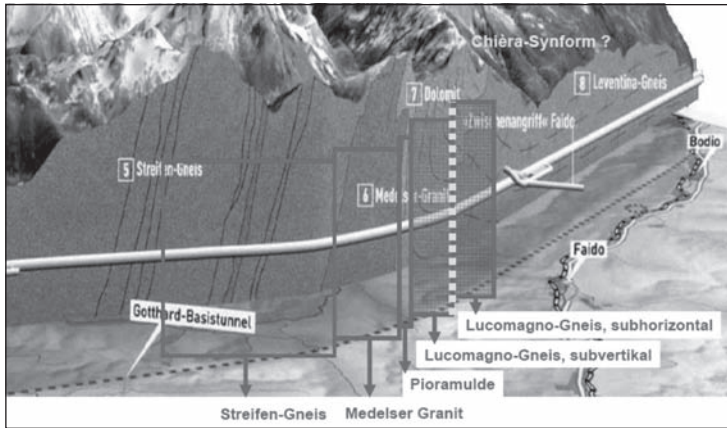 Chièra-Synform ?
7 Dolomit
8 Leventina-Gneis
»Zwischenangriff« Faido
Bodio
5 Streifen-Gneis
6 Medelser-Granit
Faido
Gotthard-Basistunnel
Lucomagno-Gneis, subhorizontal
Lucomagno-Gneis, subvertikal
Pioramulde
Streifen-Gneis
Medelser Granit